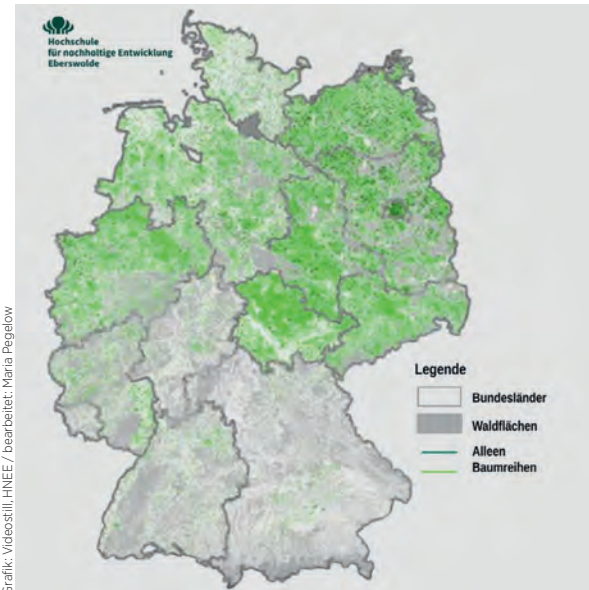 Hochschule
für nachhaltige Entwicklung
Eberswalde
Legende
Bundesländer
Waldflächen
Alleen
Baumreihen
Grafik: Videostill, HNEE / bearbeitet: Maria Pegelow